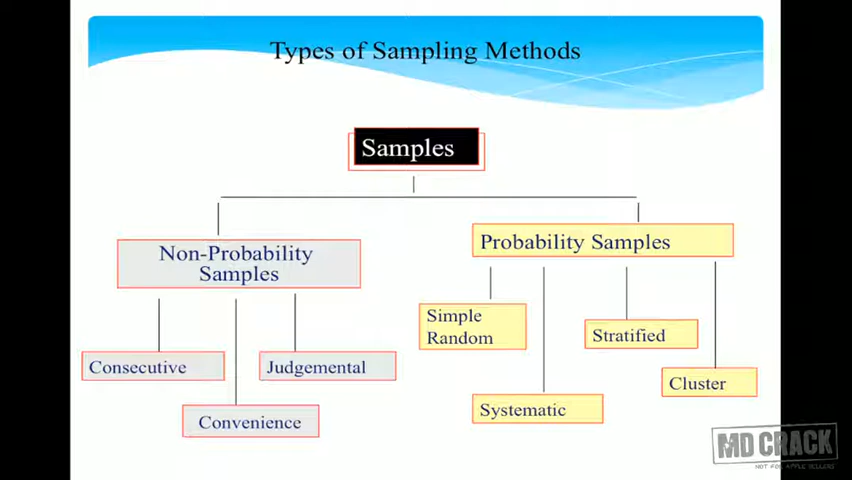 Types of Sampling Methods
Samples
Non-Probability
Samples
Probability Samples
Simple
Random
Stratified
Consecutive
Judgemental
Cluster
Systematic
Convenience
MD CRACK